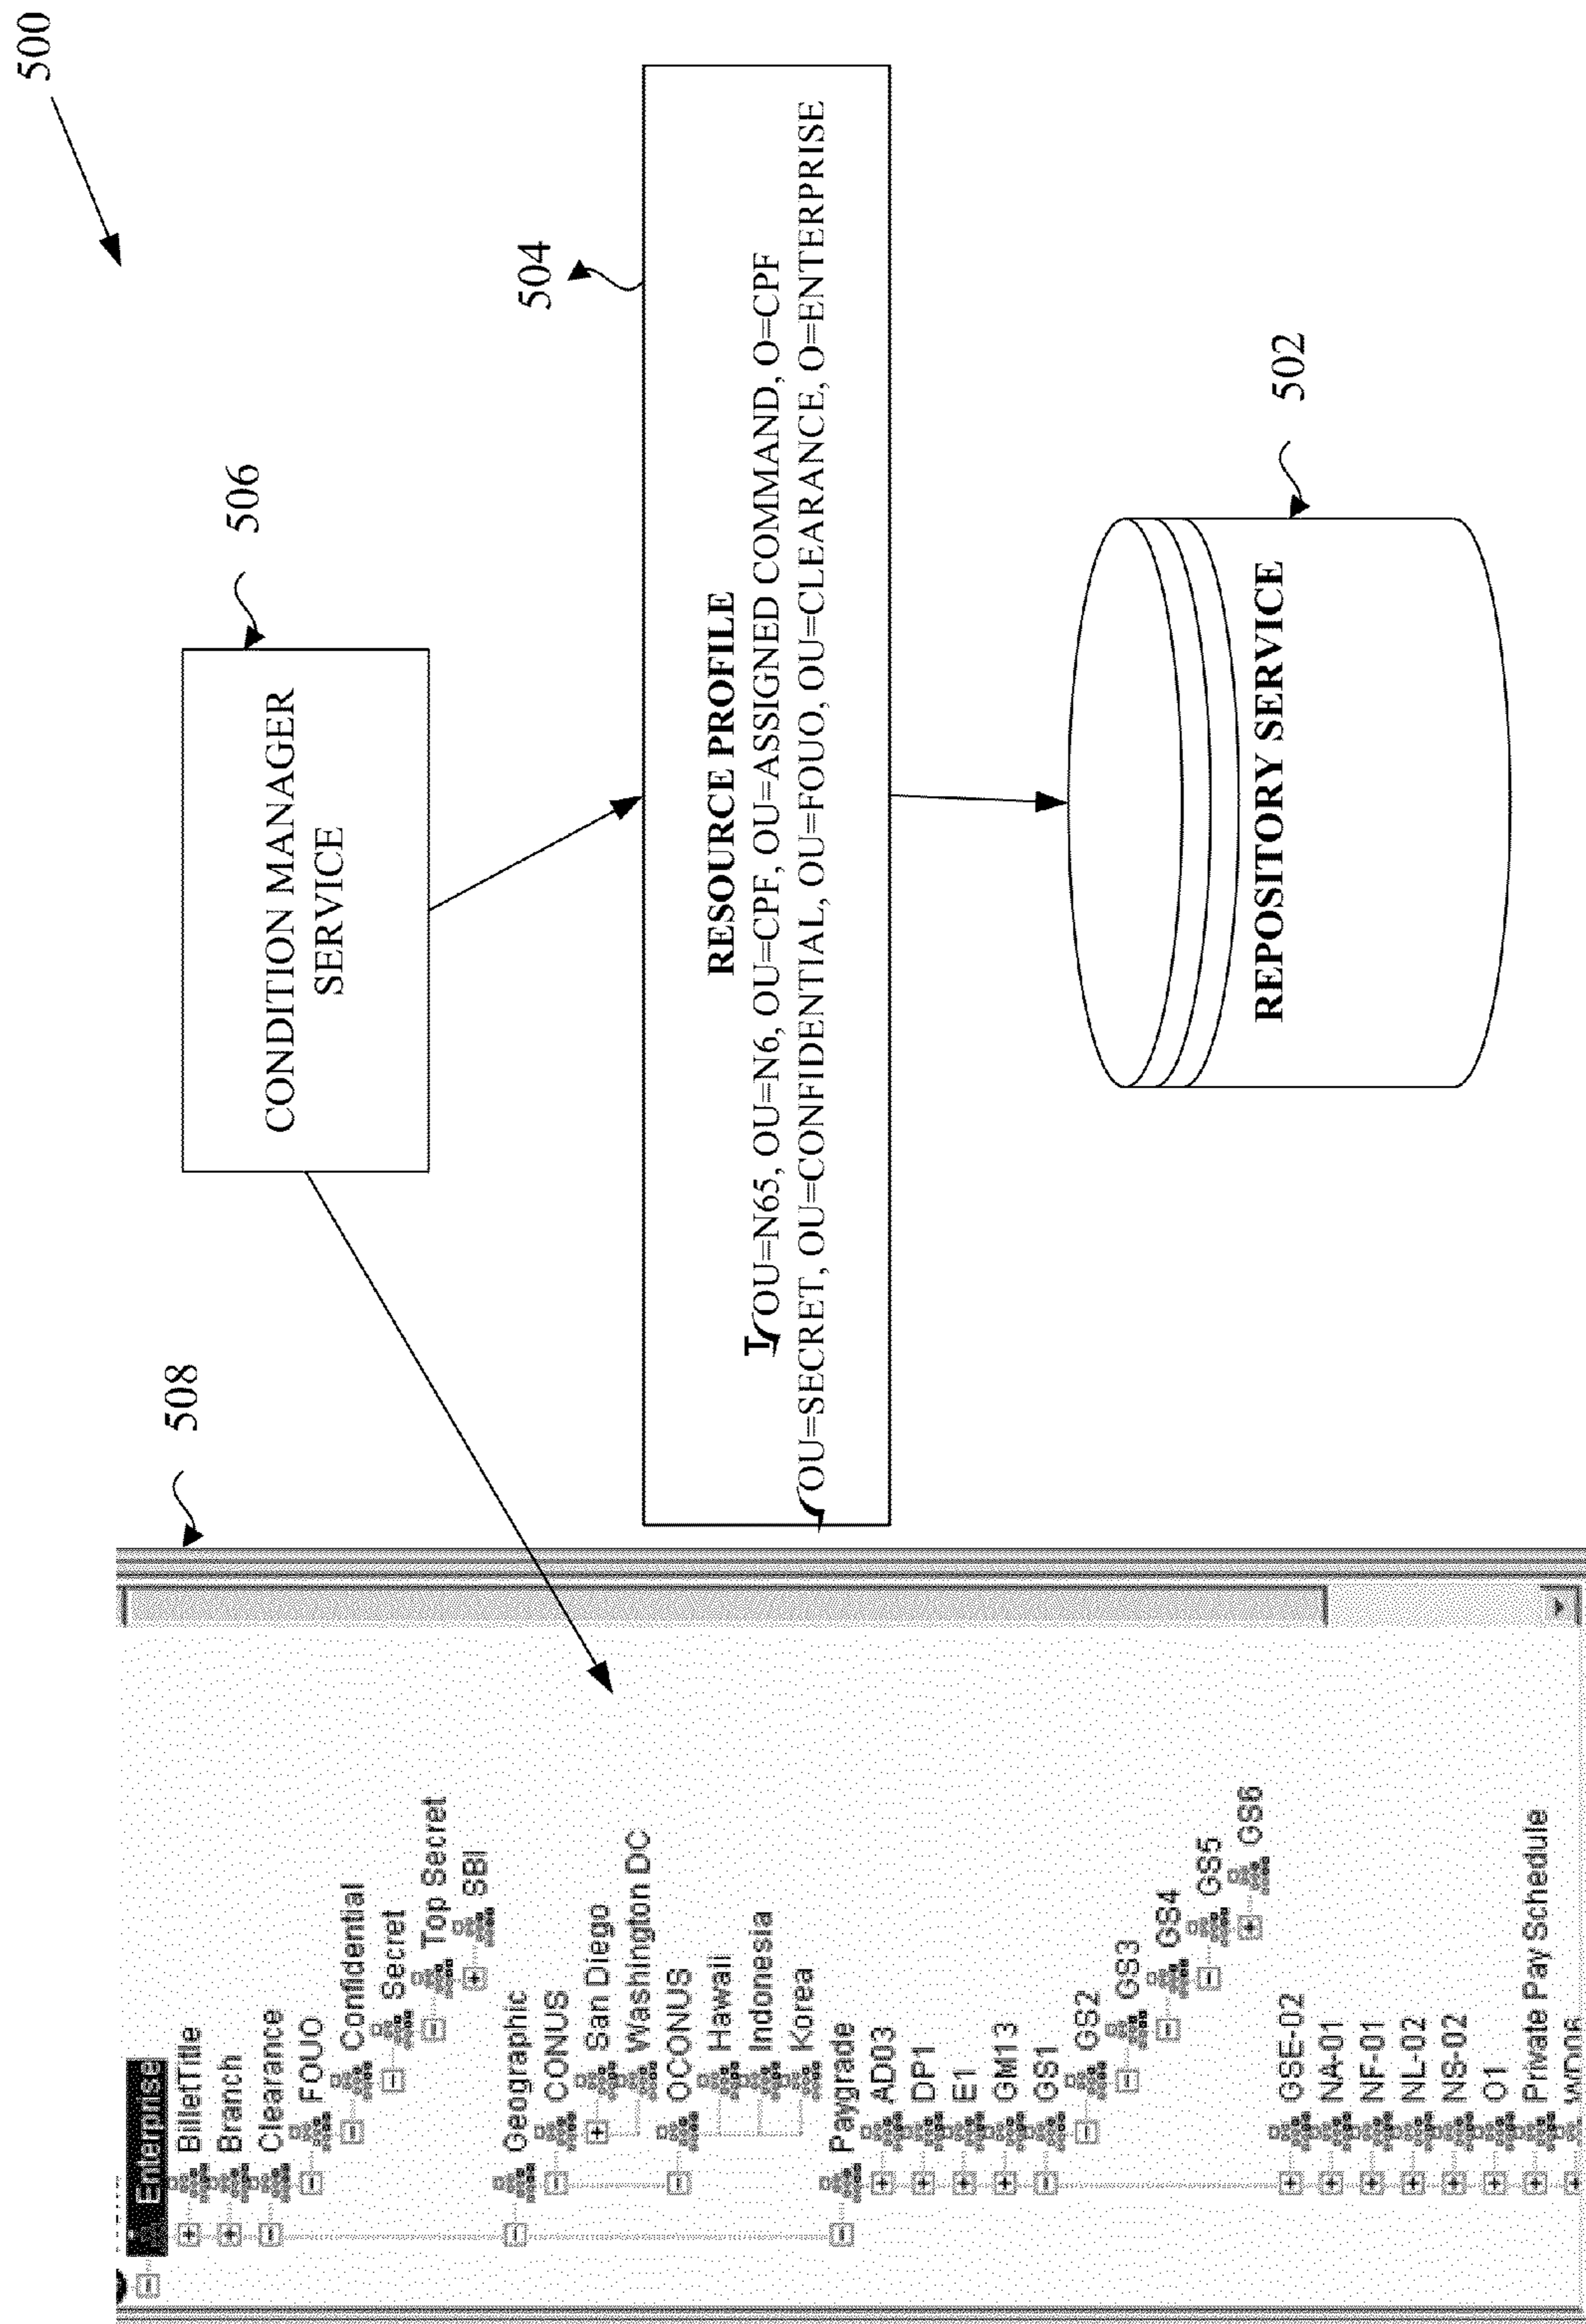 500
508
Enterprise
BilletTitle
Branch
Clearance
FOUO
Confidential
Secret
Top Secret
SBI
Geographic
CONUS
San Diego
Washington DC
OCONUS
Hawaii
Indonesia
Korea
Paygrade
AD03
DP1
E1
GM13
GS1
GS2
GS3
GS4
GS5
GS6
GSE-02
NA-01
NF-01
NL-02
NS-02
O1
Private Pay Schedule
506
CONDITION MANAGER
SERVICE
504
RESOURCE PROFILE
OU=N65, OU=N6, OU=CPF, OU=ASSIGNED COMMAND, O=CPF
OU=SECRET, OU=CONFIDENTIAL, OU=FOUO, OU=CLEARANCE, O=ENTERPRISE
502
REPOSITORY SERVICE